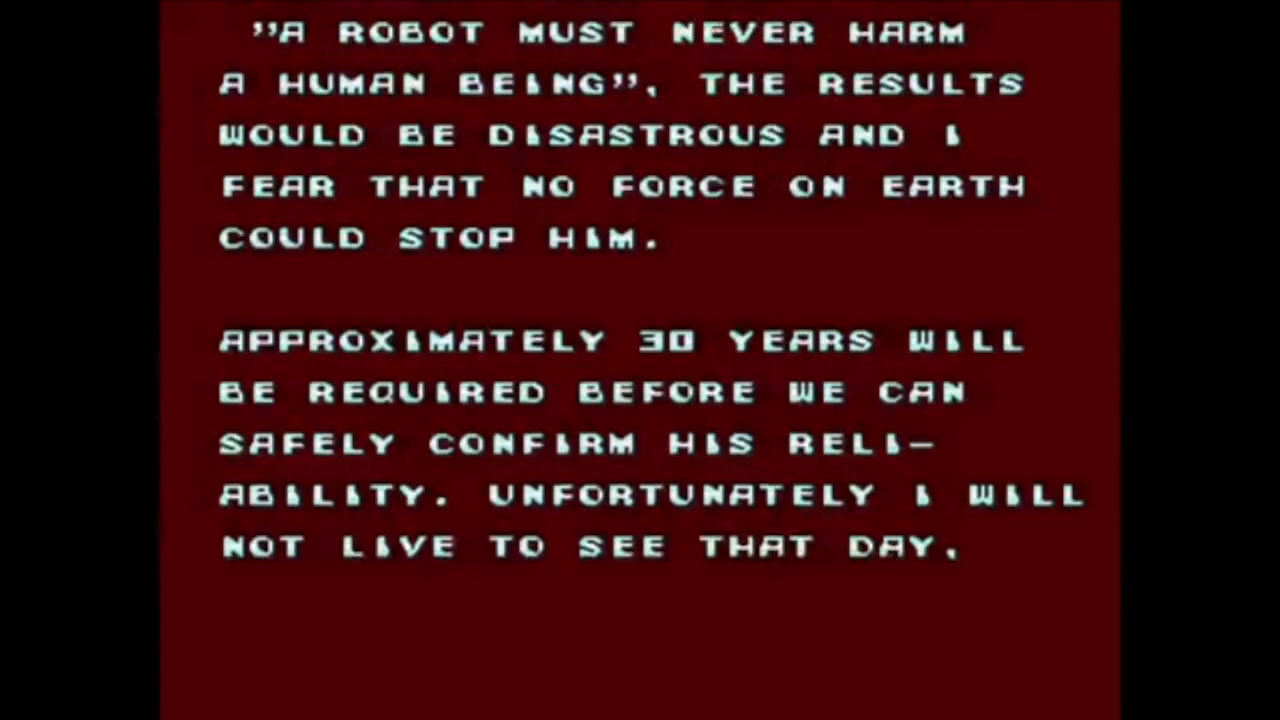 "A ROBOT MUST NEVER HARM
A HUMAN BEING", THE RESULTS
WOULD BE DISASTROUS AND I
FEAR THAT NO FORCE ON EARTH
COULD STOP HIM.
APPROXIMATELY 30 YEARS WILL
BE REQUIRED BEFORE WE CAN
SAFELY CONFIRM HIS RELI-
ABILITY. UNFORTUNATELY I WILL
NOT LIVE TO SEE THAT DAY,